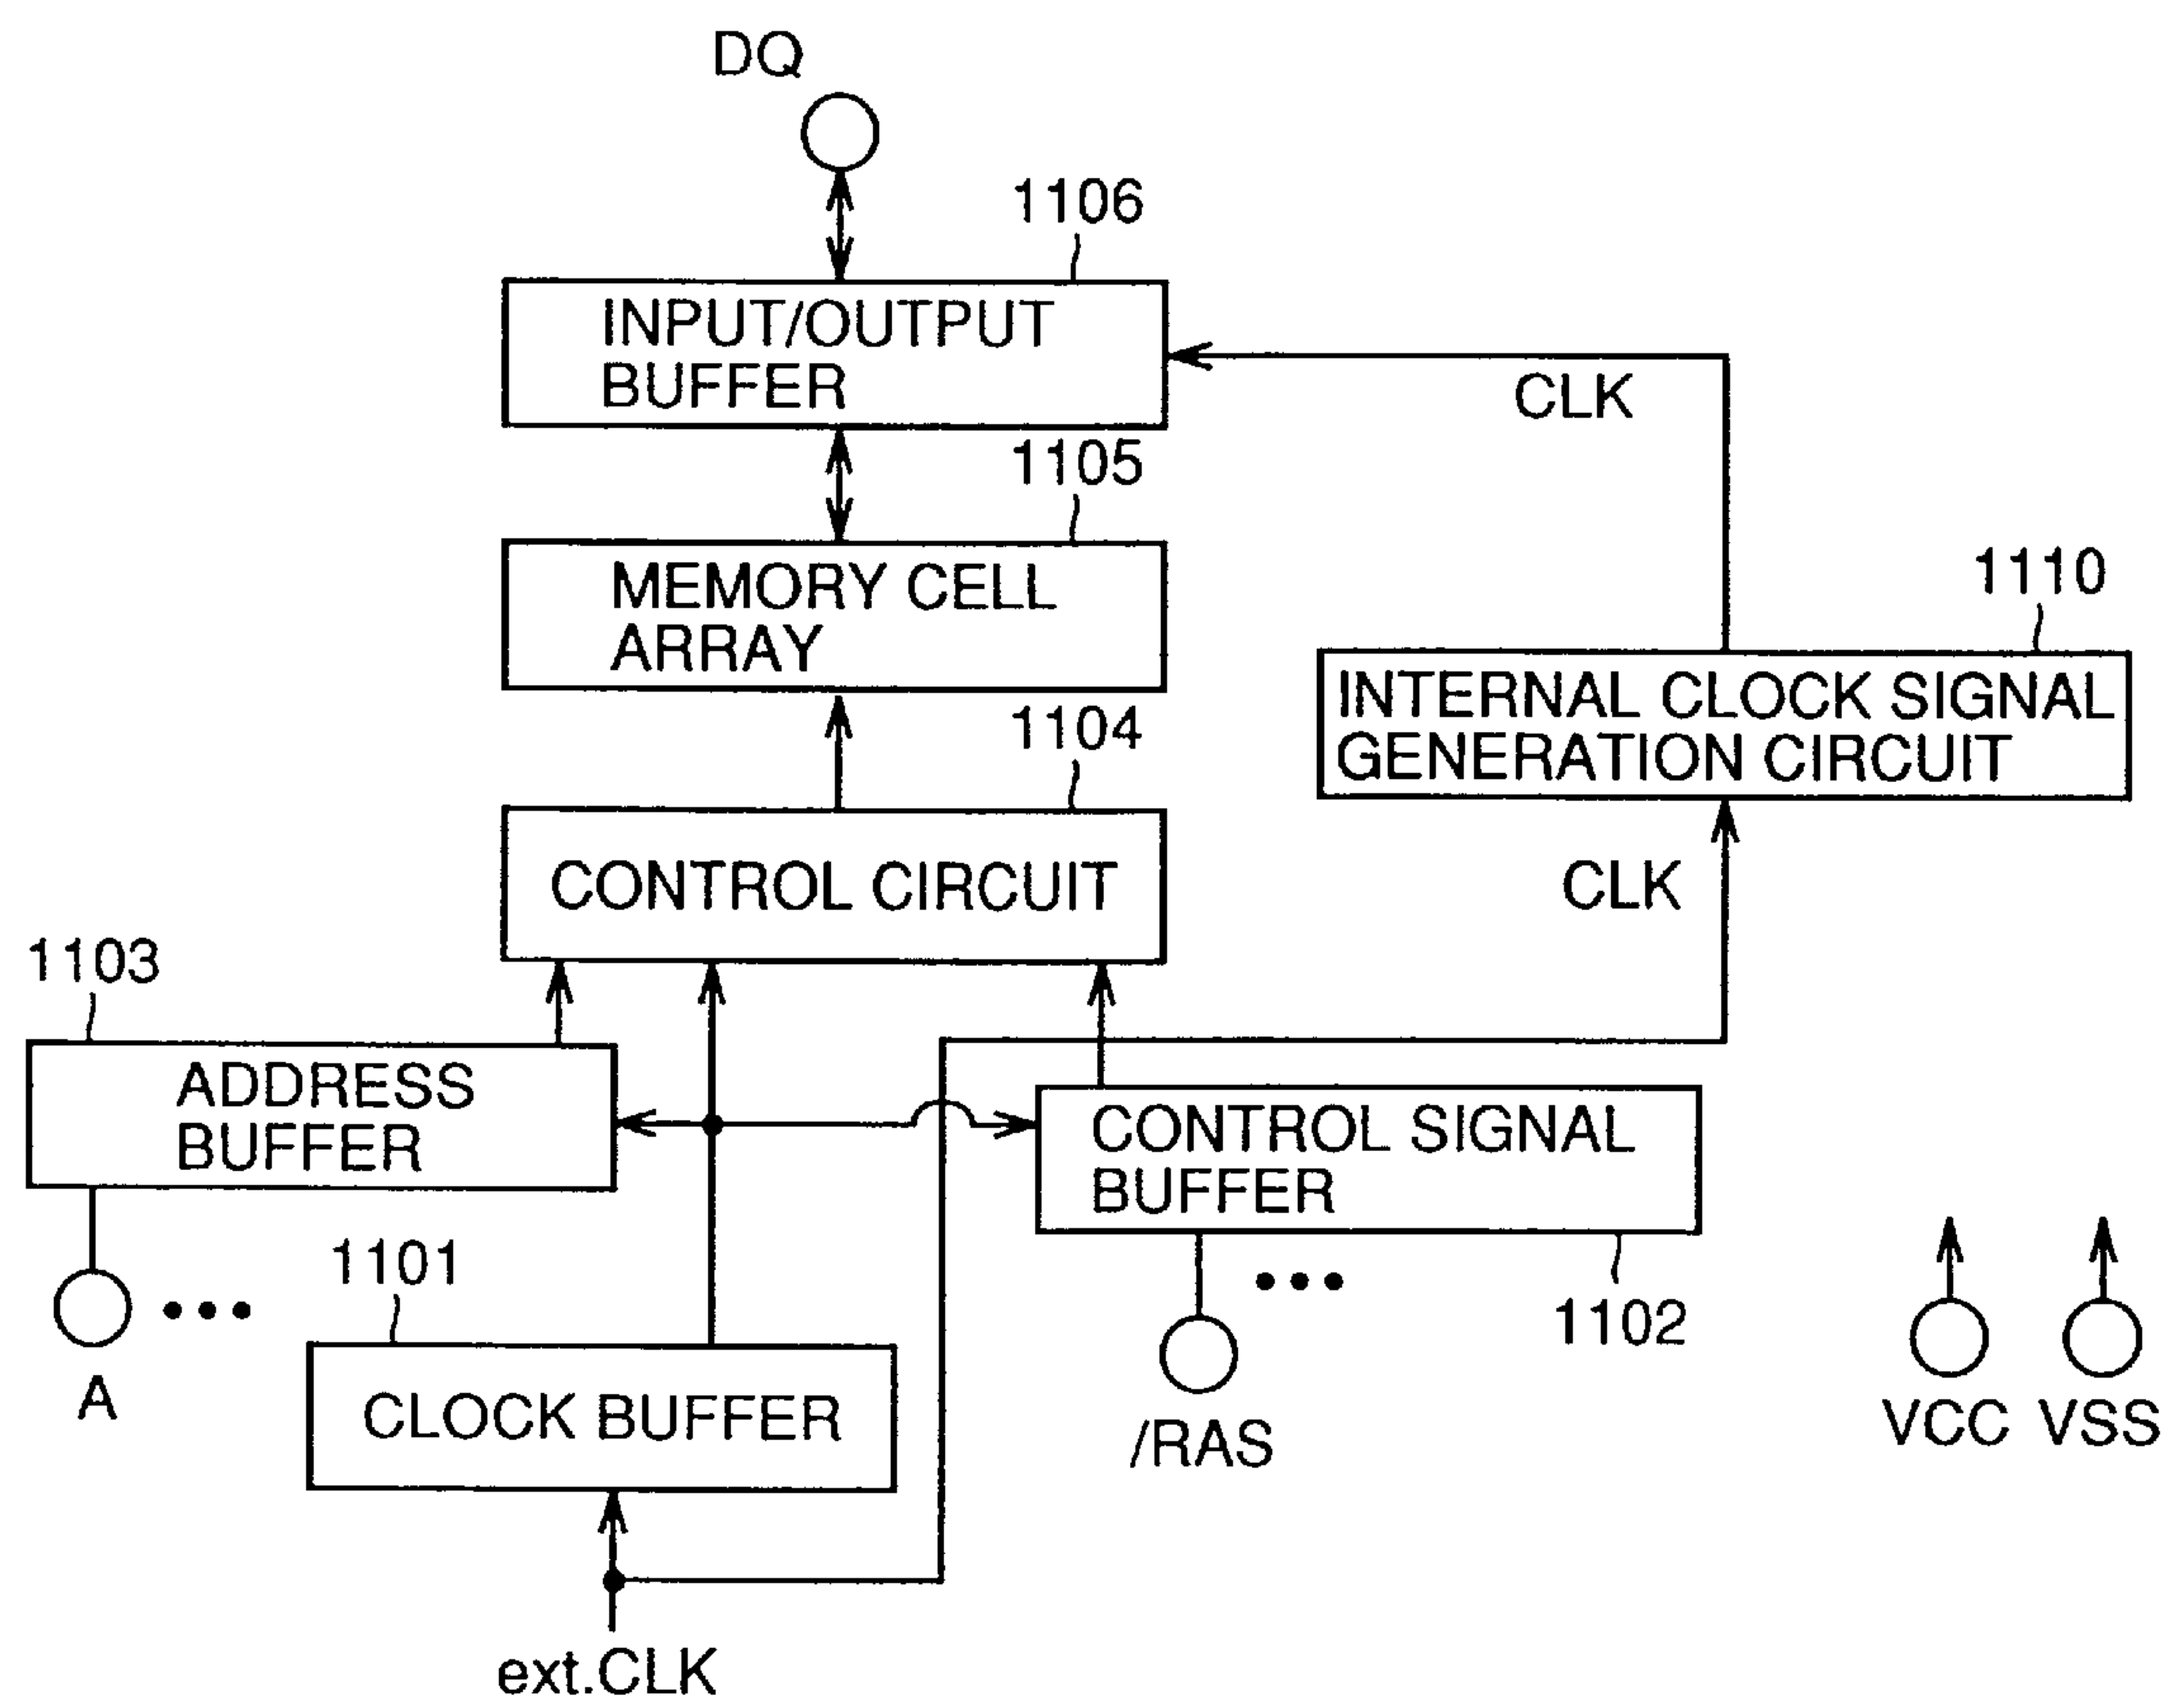 DQ
1106
INPUT/OUTPUT
BUFFER
CLK
1105
MEMORY CELL
ARRAY
1110
INTERNAL CLOCK SIGNAL
GENERATION CIRCUIT
1104
CONTROL CIRCUIT
CLK
1103
ADDRESS
BUFFER
CONTROL SIGNAL
BUFFER
1101
1102
A
CLOCK BUFFER
/RAS
VCC
VSS
ext.CLK